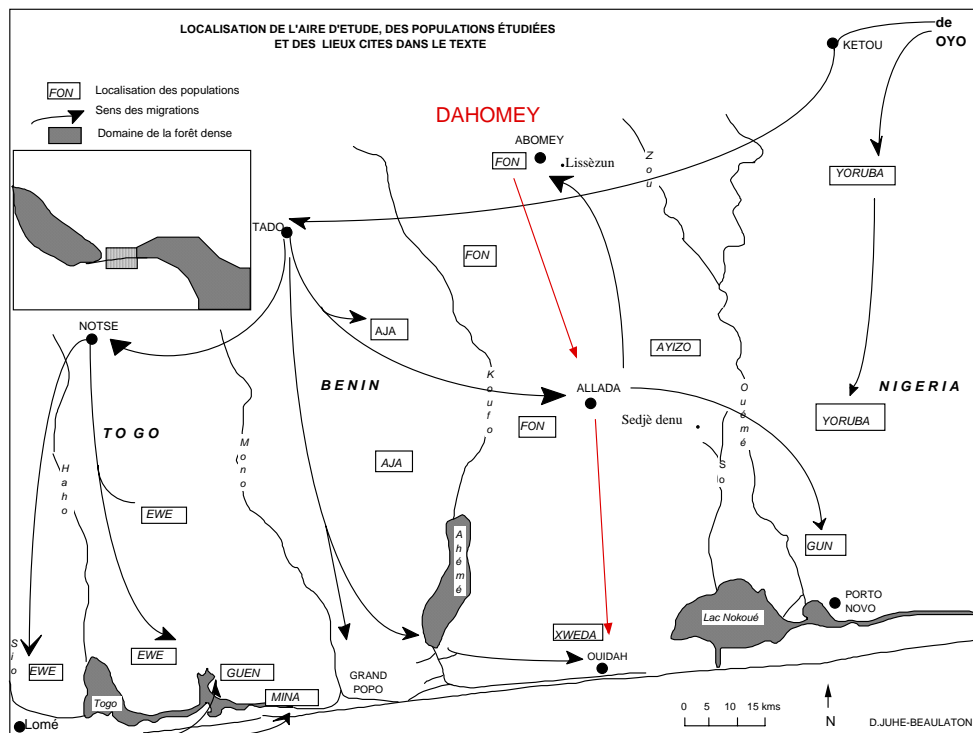 LOCALISATION DE L'AIRE D'ETUDE, DES POPULATIONS ÉTUDIÉES
ET DES LIEUX CITES DANS LE TEXTE
de
OYO
KETOU
FON
Localisation des populations
Sens des migrations
Domaine de la forêt dense
DAHOMEY
ABOMEY
FON
Lissèzun
Zou
YORUBA
TADO
FON
NOTSE
AJA
AYIZO
BENIN
Koufo
ALLADA
Ouémé
NIGERIA
TOGO
FON
Sedjè denu
YORUBA
Mono
Haho
AJA
So
EWE
Ahémé
GUN
PORTO
NOVO
Lac Nokoué
XWEDA
Sio
EWE
EWE
GUEN
GRAND
POPO
OUIDAH
MINA
Togo
Lomé
0 5 10 15 kms
N
D.JUHE-BEAULATON